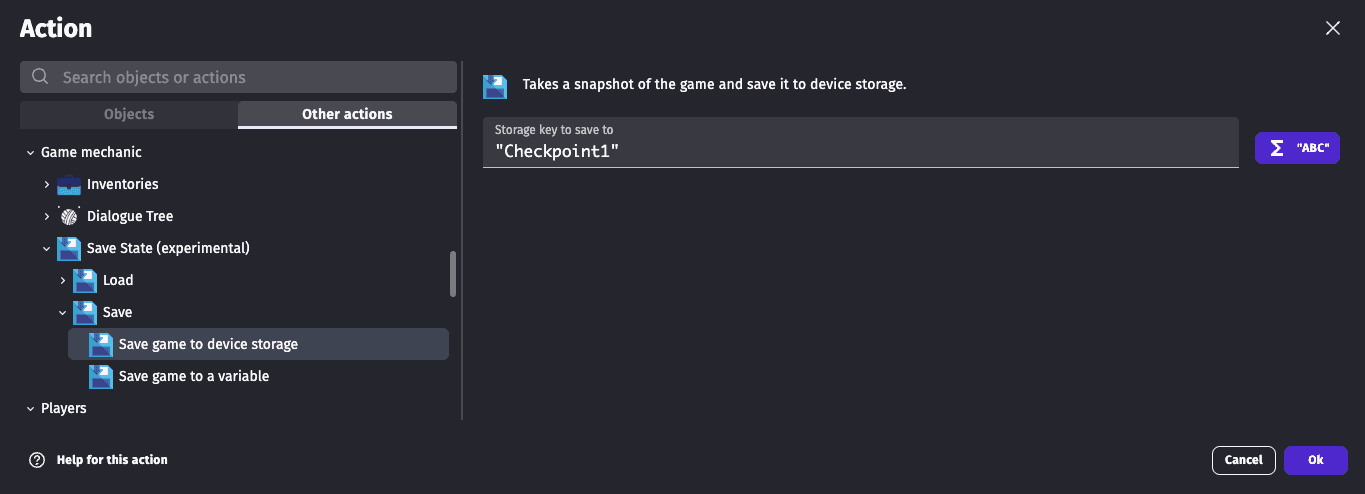 Action
Search objects or actions
Objects
Other actions
Game mechanic
Inventories
Dialogue Tree
Save State (experimental)
Load
Save
Save game to device storage
Save game to a variable
Players
Takes a snapshot of the game and save it to device storage.
Storage key to save to
"Checkpoint1"
Σ "ABC"
Help for this action
Cancel
Ok